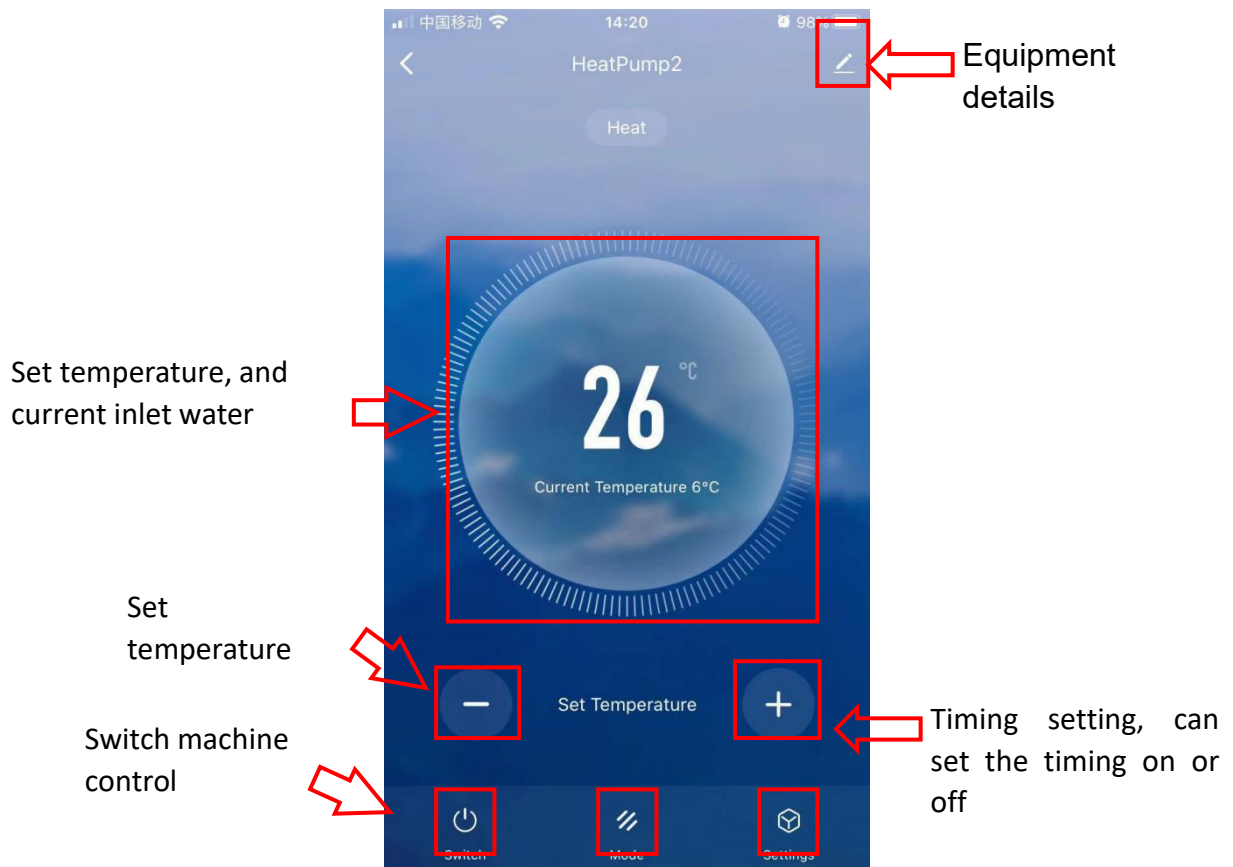 中国移动 14:20 98%
HeatPump2
Equipment
details
Heat
Set temperature, and
current inlet water
26 °C
Current Temperature 6°C
Set
temperature
Set Temperature
Switch machine
control
Timing setting, can
set the timing on or
off
Switch Mode Settings